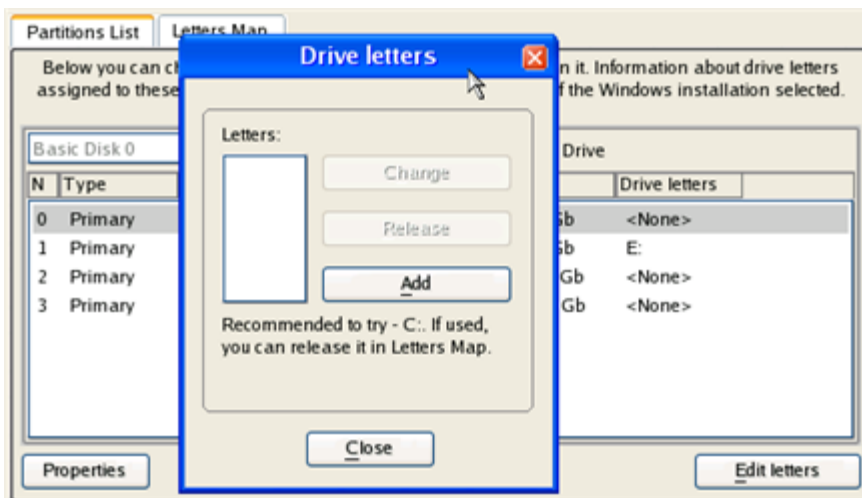 Partitions List
Letters Map
Drive letters
Below you can
n it. Information about drive letters
assigned to these
f the Windows installation selected.
Basic Disk 0
Drive
N Type
Drive letters
0 Primary
Gb <None>
1 Primary
Gb E:
2 Primary
Gb <None>
3 Primary
Gb <None>
Letters:
Change
Release
Add
Recommended to try - C:. If used,
you can release it in Letters Map.
Close
Properties
Edit letters